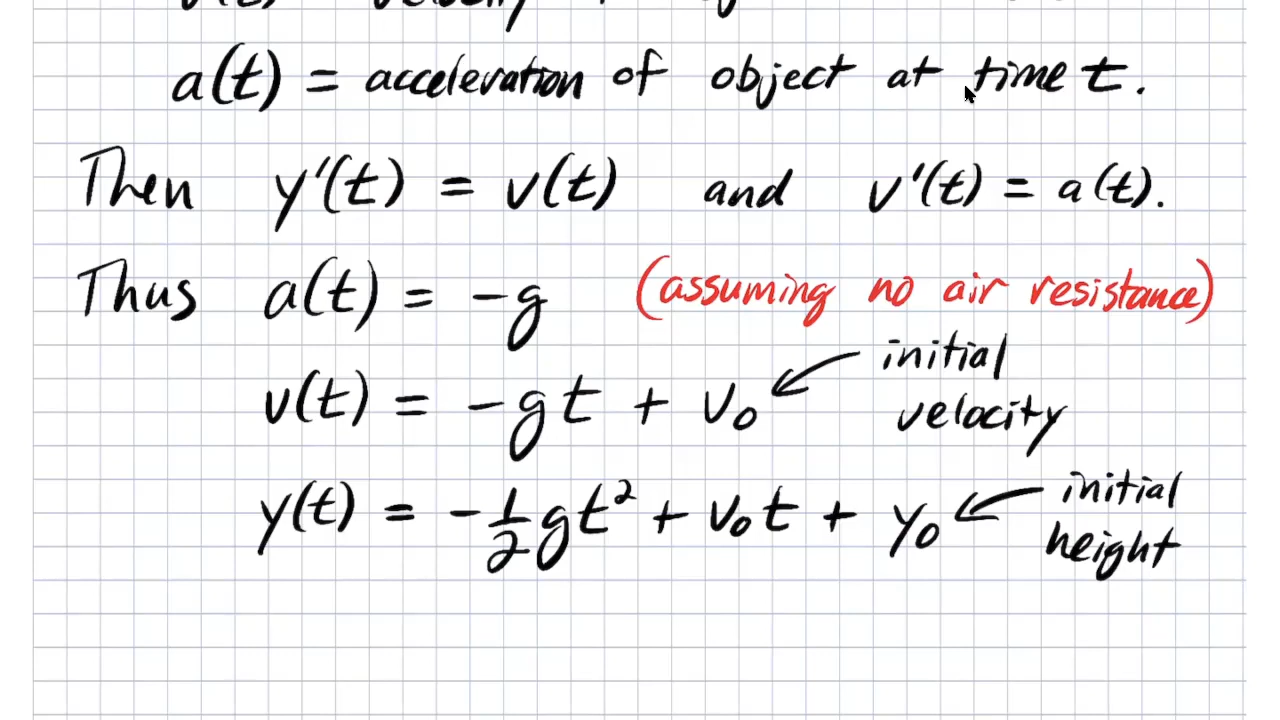 a(t) = acceleration of object at time t.
Then y'(t) = v(t) and v'(t) = a(t).
Thus a(t) = -g (assuming no air resistance)
v(t) = -gt + v₀ ← initial velocity
y(t) = -½gt² + v₀t + y₀ ← initial height